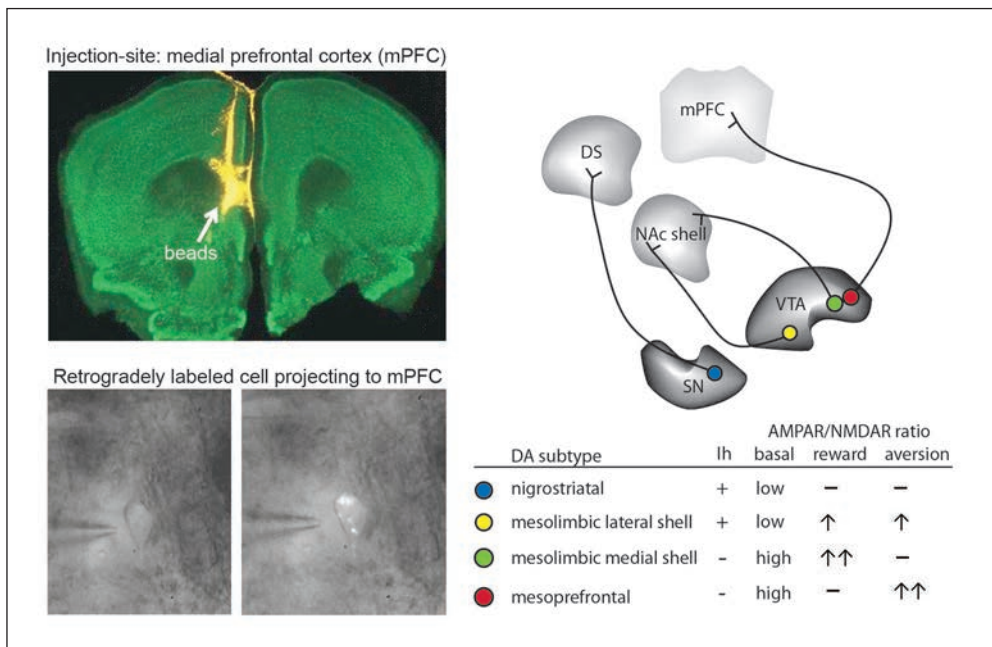 Injection-site: medial prefrontal cortex (mPFC)
beads
Retrogradely labeled cell projecting to mPFC
mPFC
DS
NAc shell
VTA
SN
AMPAR/NMDAR ratio
DA subtype Ih basal reward aversion
nigrostriatal + low – –
mesolimbic lateral shell + low ↑ ↑
mesolimbic medial shell - high ↑↑ –
mesoprefrontal - high – ↑↑